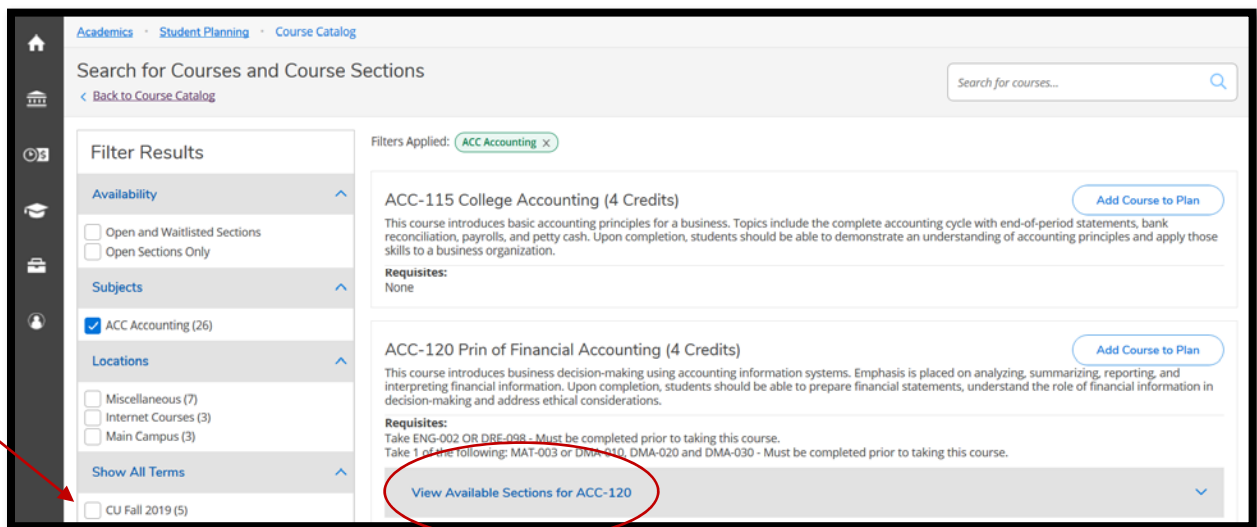 Academics · Student Planning · Course Catalog
Search for Courses and Course Sections
< Back to Course Catalog
Search for courses...
Filter Results
Availability
Open and Waitlisted Sections
Open Sections Only
Subjects
ACC Accounting (26)
Locations
Miscellaneous (7)
Internet Courses (3)
Main Campus (3)
Show All Terms
CU Fall 2019 (5)
Filters Applied: ACC Accounting ×
ACC-115 College Accounting (4 Credits)
Add Course to Plan
This course introduces basic accounting principles for a business. Topics include the complete accounting cycle with end-of-period statements, bank
reconciliation, payrolls, and petty cash. Upon completion, students should be able to demonstrate an understanding of accounting principles and apply those
skills to a business organization.
Requisites:
None
ACC-120 Prin of Financial Accounting (4 Credits)
Add Course to Plan
This course introduces business decision-making using accounting information systems. Emphasis is placed on analyzing, summarizing, reporting, and
interpreting financial information. Upon completion, students should be able to prepare financial statements, understand the role of financial information in
decision-making and address ethical considerations.
Requisites:
Take ENG-002 OR DRE-098 - Must be completed prior to taking this course.
Take 1 of the following: MAT-003 or DMA-010, DMA-020 and DMA-030 - Must be completed prior to taking this course.
View Available Sections for ACC-120